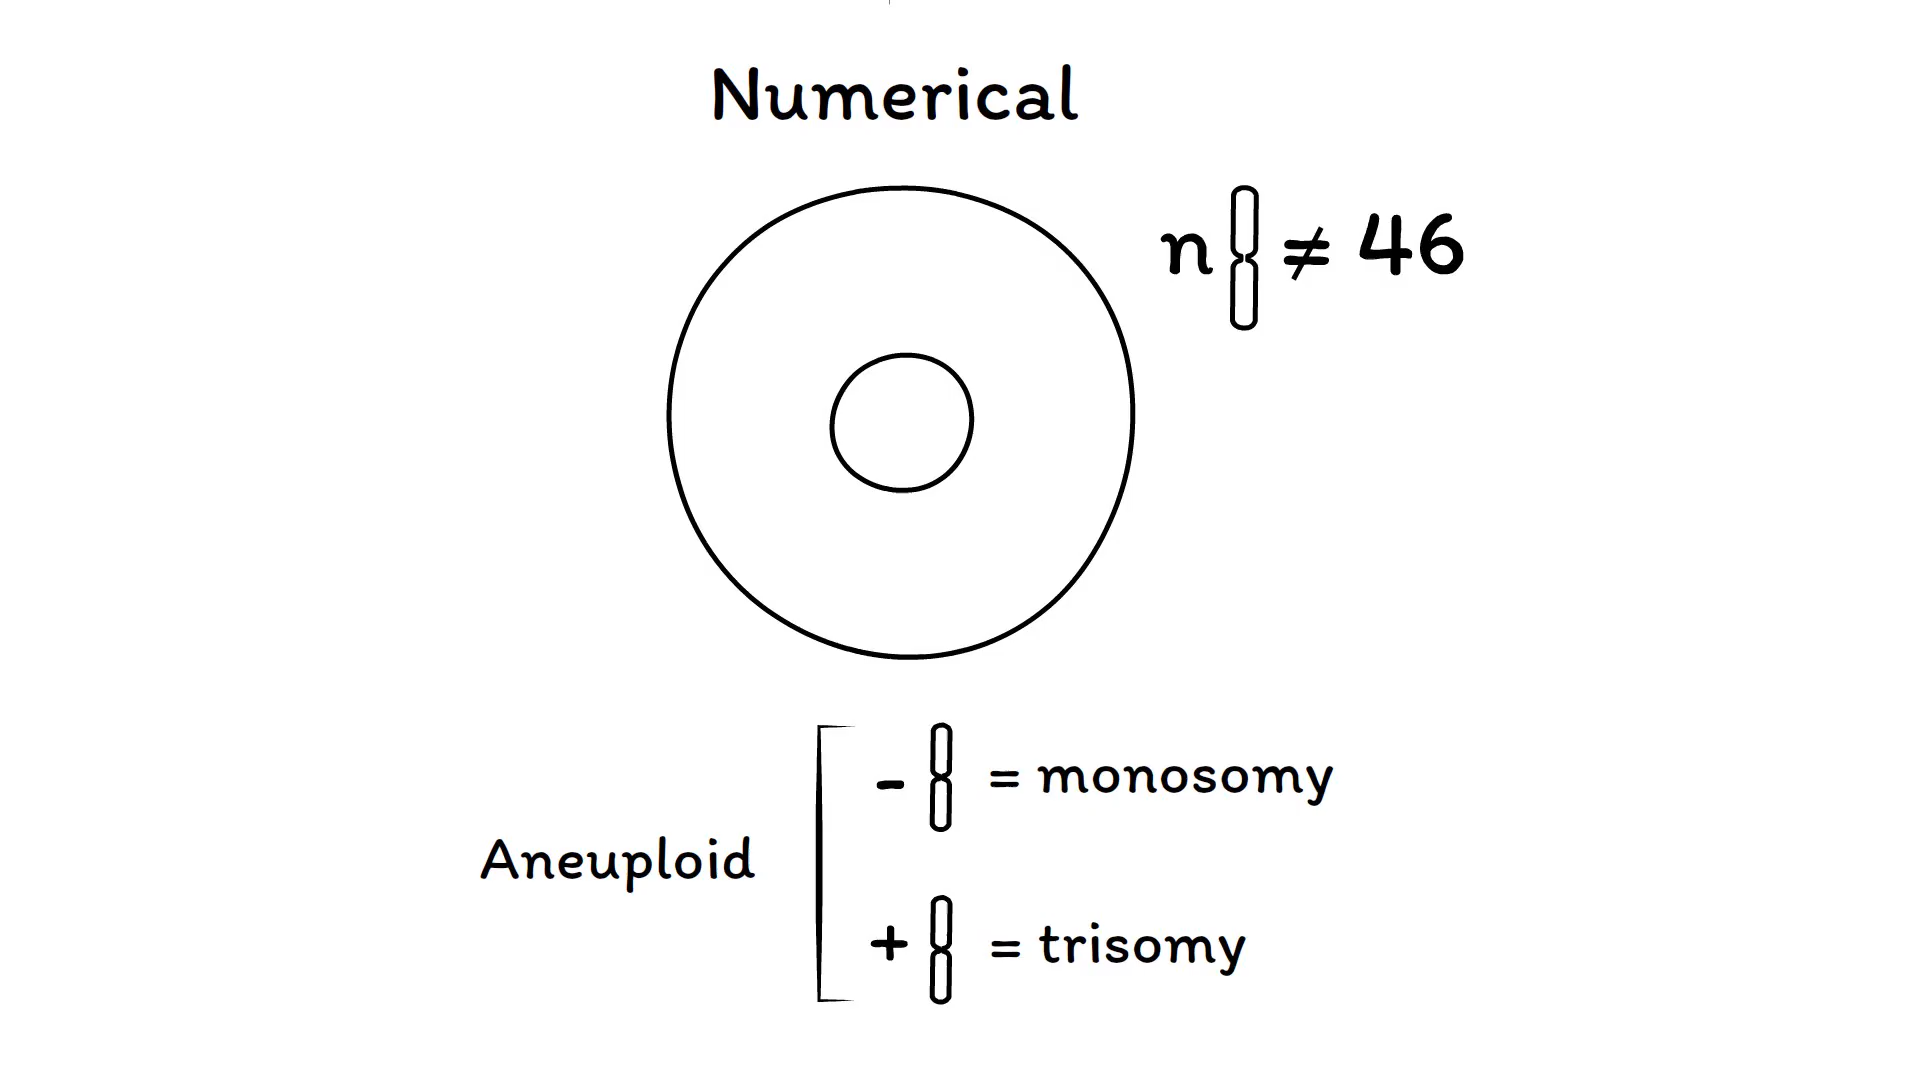 Numerical
n ≠ 46
- = monosomy
Aneuploid
+ = trisomy